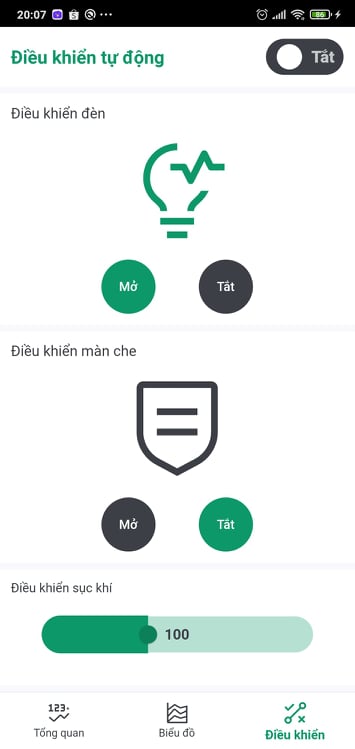 20:07 86
Điều khiển tự động Tắt
Điều khiển đèn
Mở Tắt
Điều khiển màn che
Mở Tắt
Điều khiển sục khí
100
123
Tổng quan Biểu đồ Điều khiển